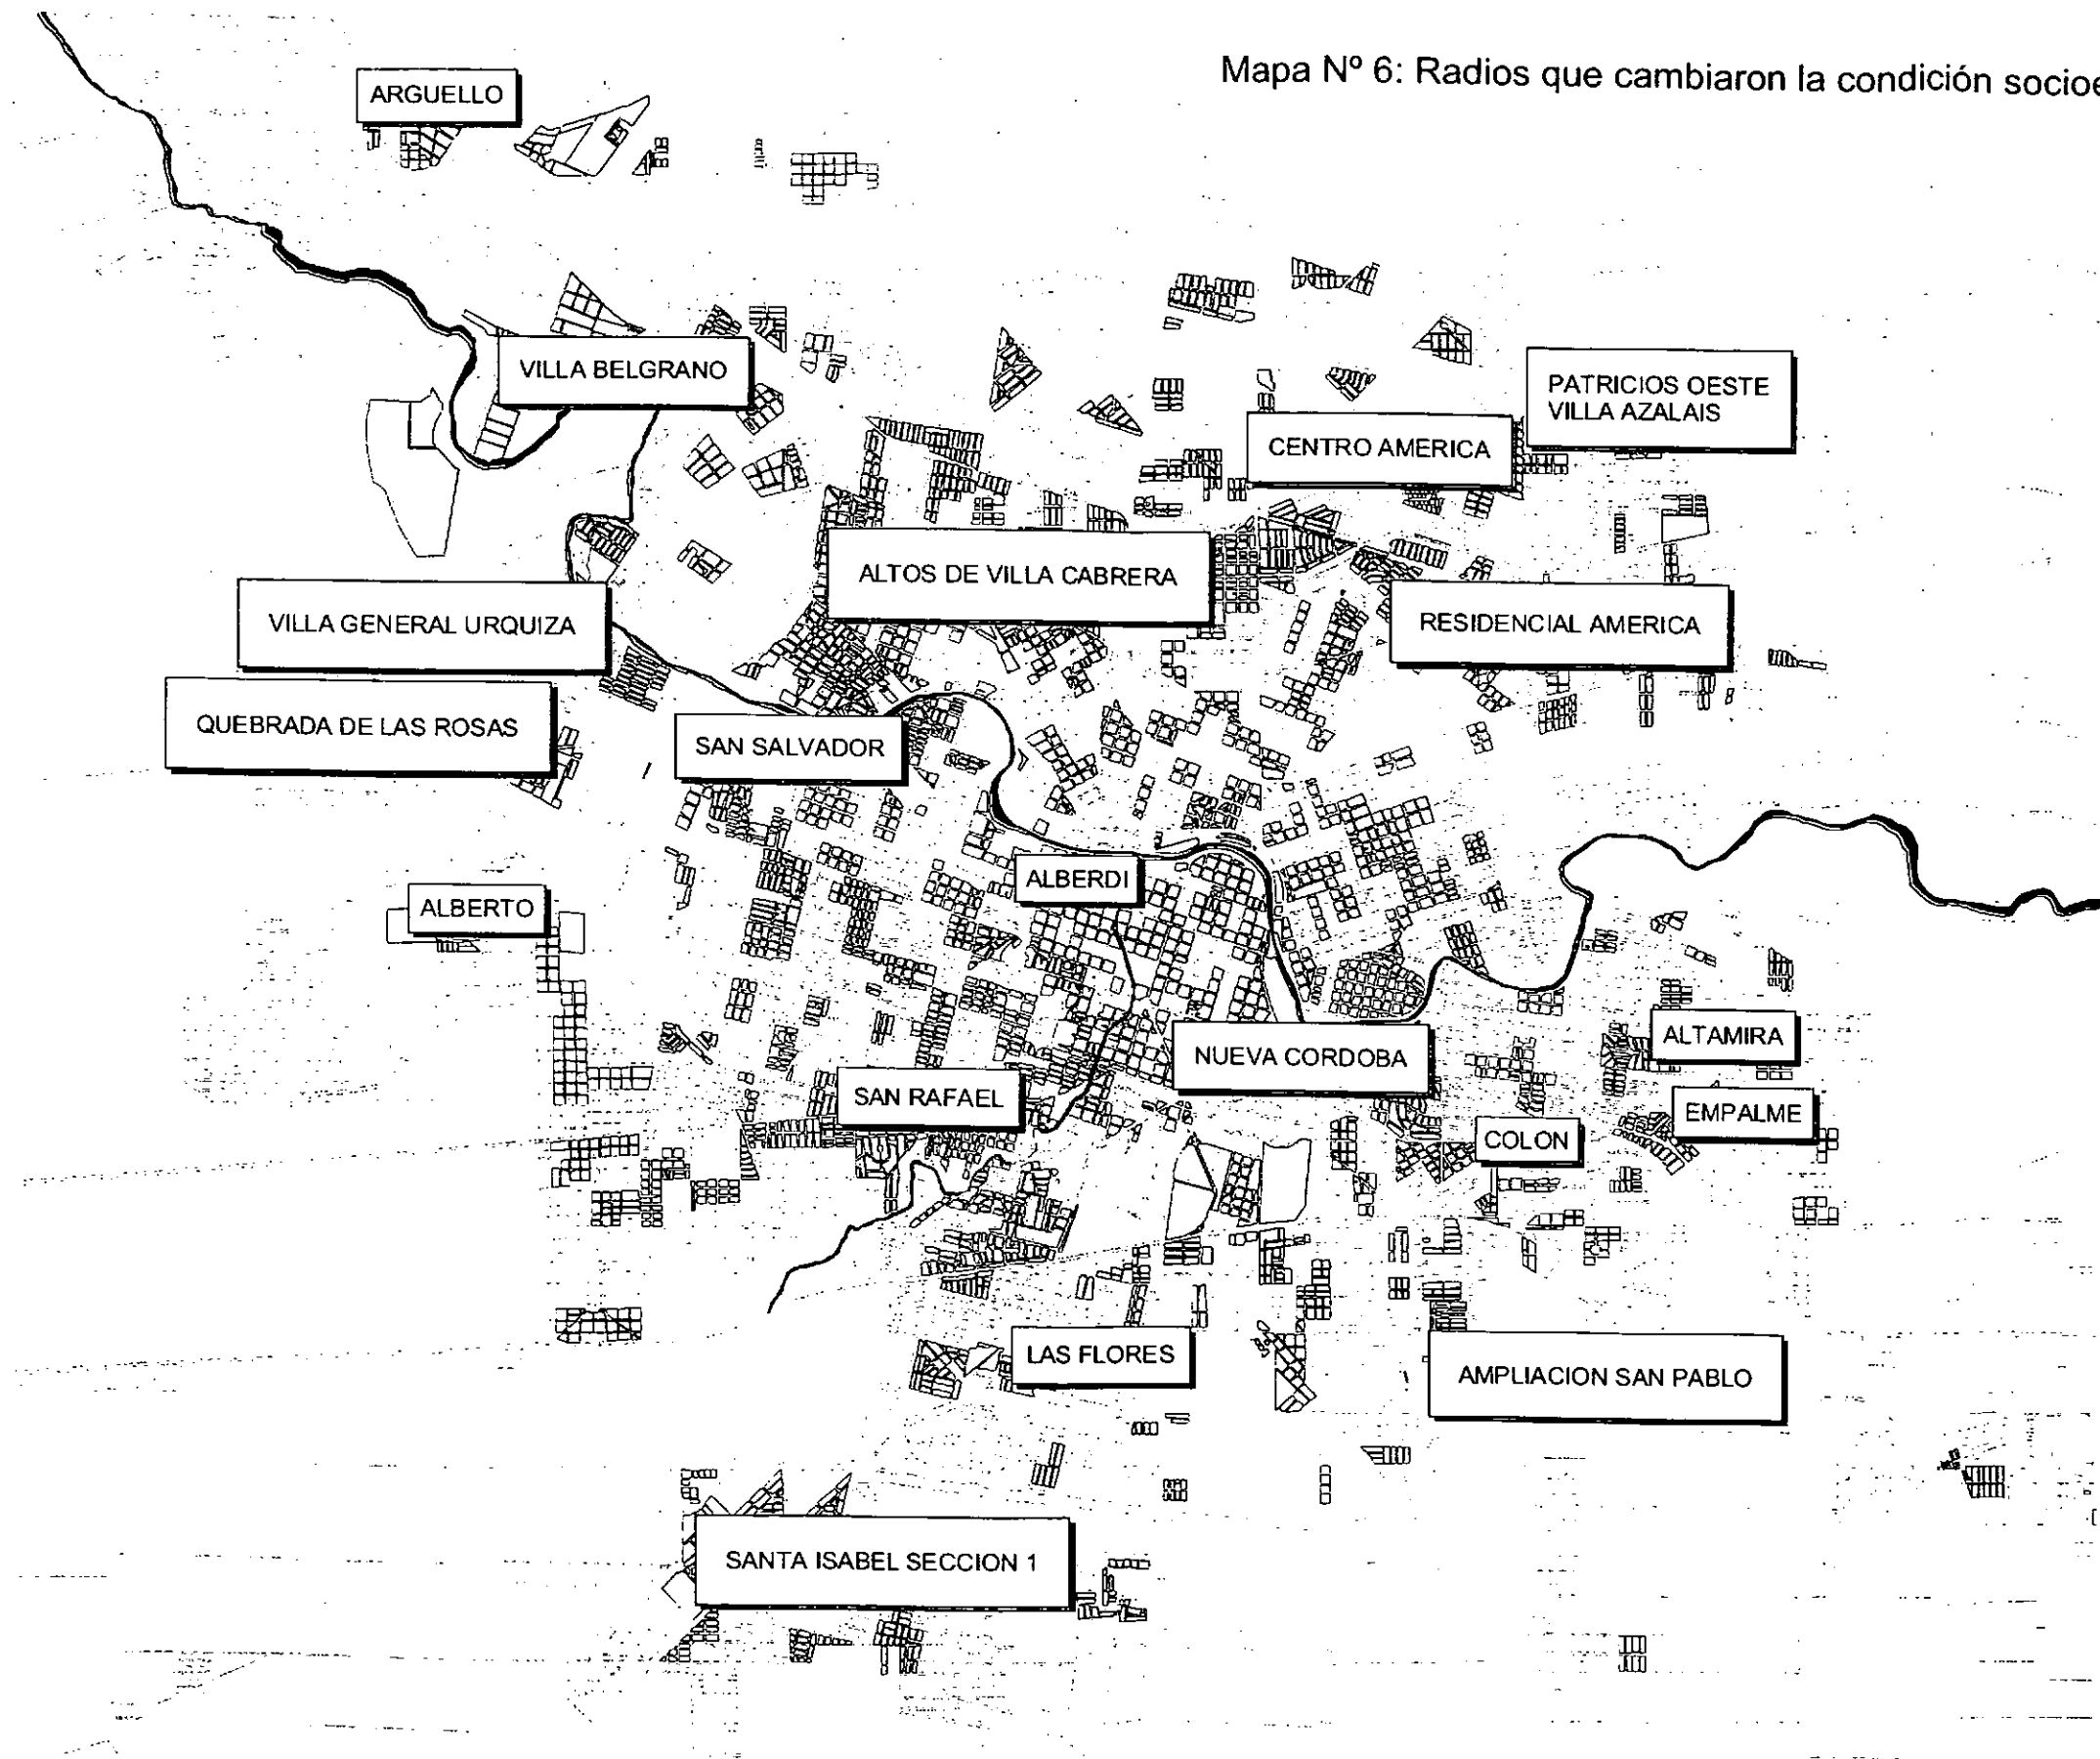 Mapa Nº 6: Radios que cambiaron la condición
ARGUELLO
VILLA BELGRANO
PATRICIOS OESTE
VILLA AZALAIS
CENTRO AMERICA
ALTOS DE VILLA CABRERA
VILLA GENERAL URQUIZA
RESIDENCIAL AMERICA
QUEBRADA DE LAS ROSAS
SAN SALVADOR
ALBERDI
ALBERTO
NUEVA CORDOBA
ALTAMIRA
SAN RAFAEL
EMPALME
COLON
LAS FLORES
AMPLIACION SAN PABLO
SANTA ISABEL SECCION 1